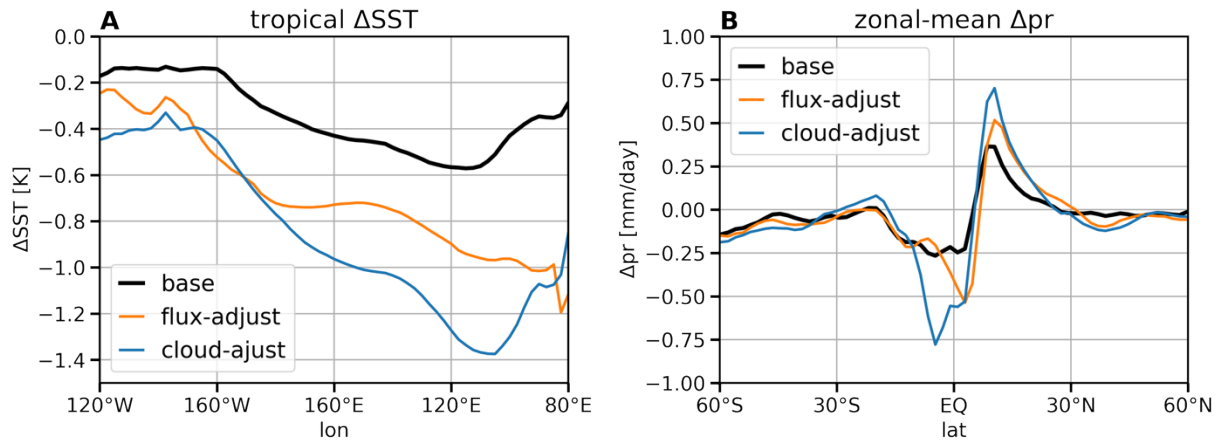 A
tropical ΔSST
ΔSST [K]
0.0
−0.2
−0.4
−0.6
−0.8
−1.0
−1.2
−1.4
base
flux-adjust
cloud-ajust
120°W
160°W
160°E
120°E
80°E
lon
B
zonal-mean Δpr
Δpr [mm/day]
1.00
0.75
0.50
0.25
0.00
−0.25
−0.50
−0.75
−1.00
base
flux-adjust
cloud-adjust
60°S
30°S
EQ
30°N
60°N
lat